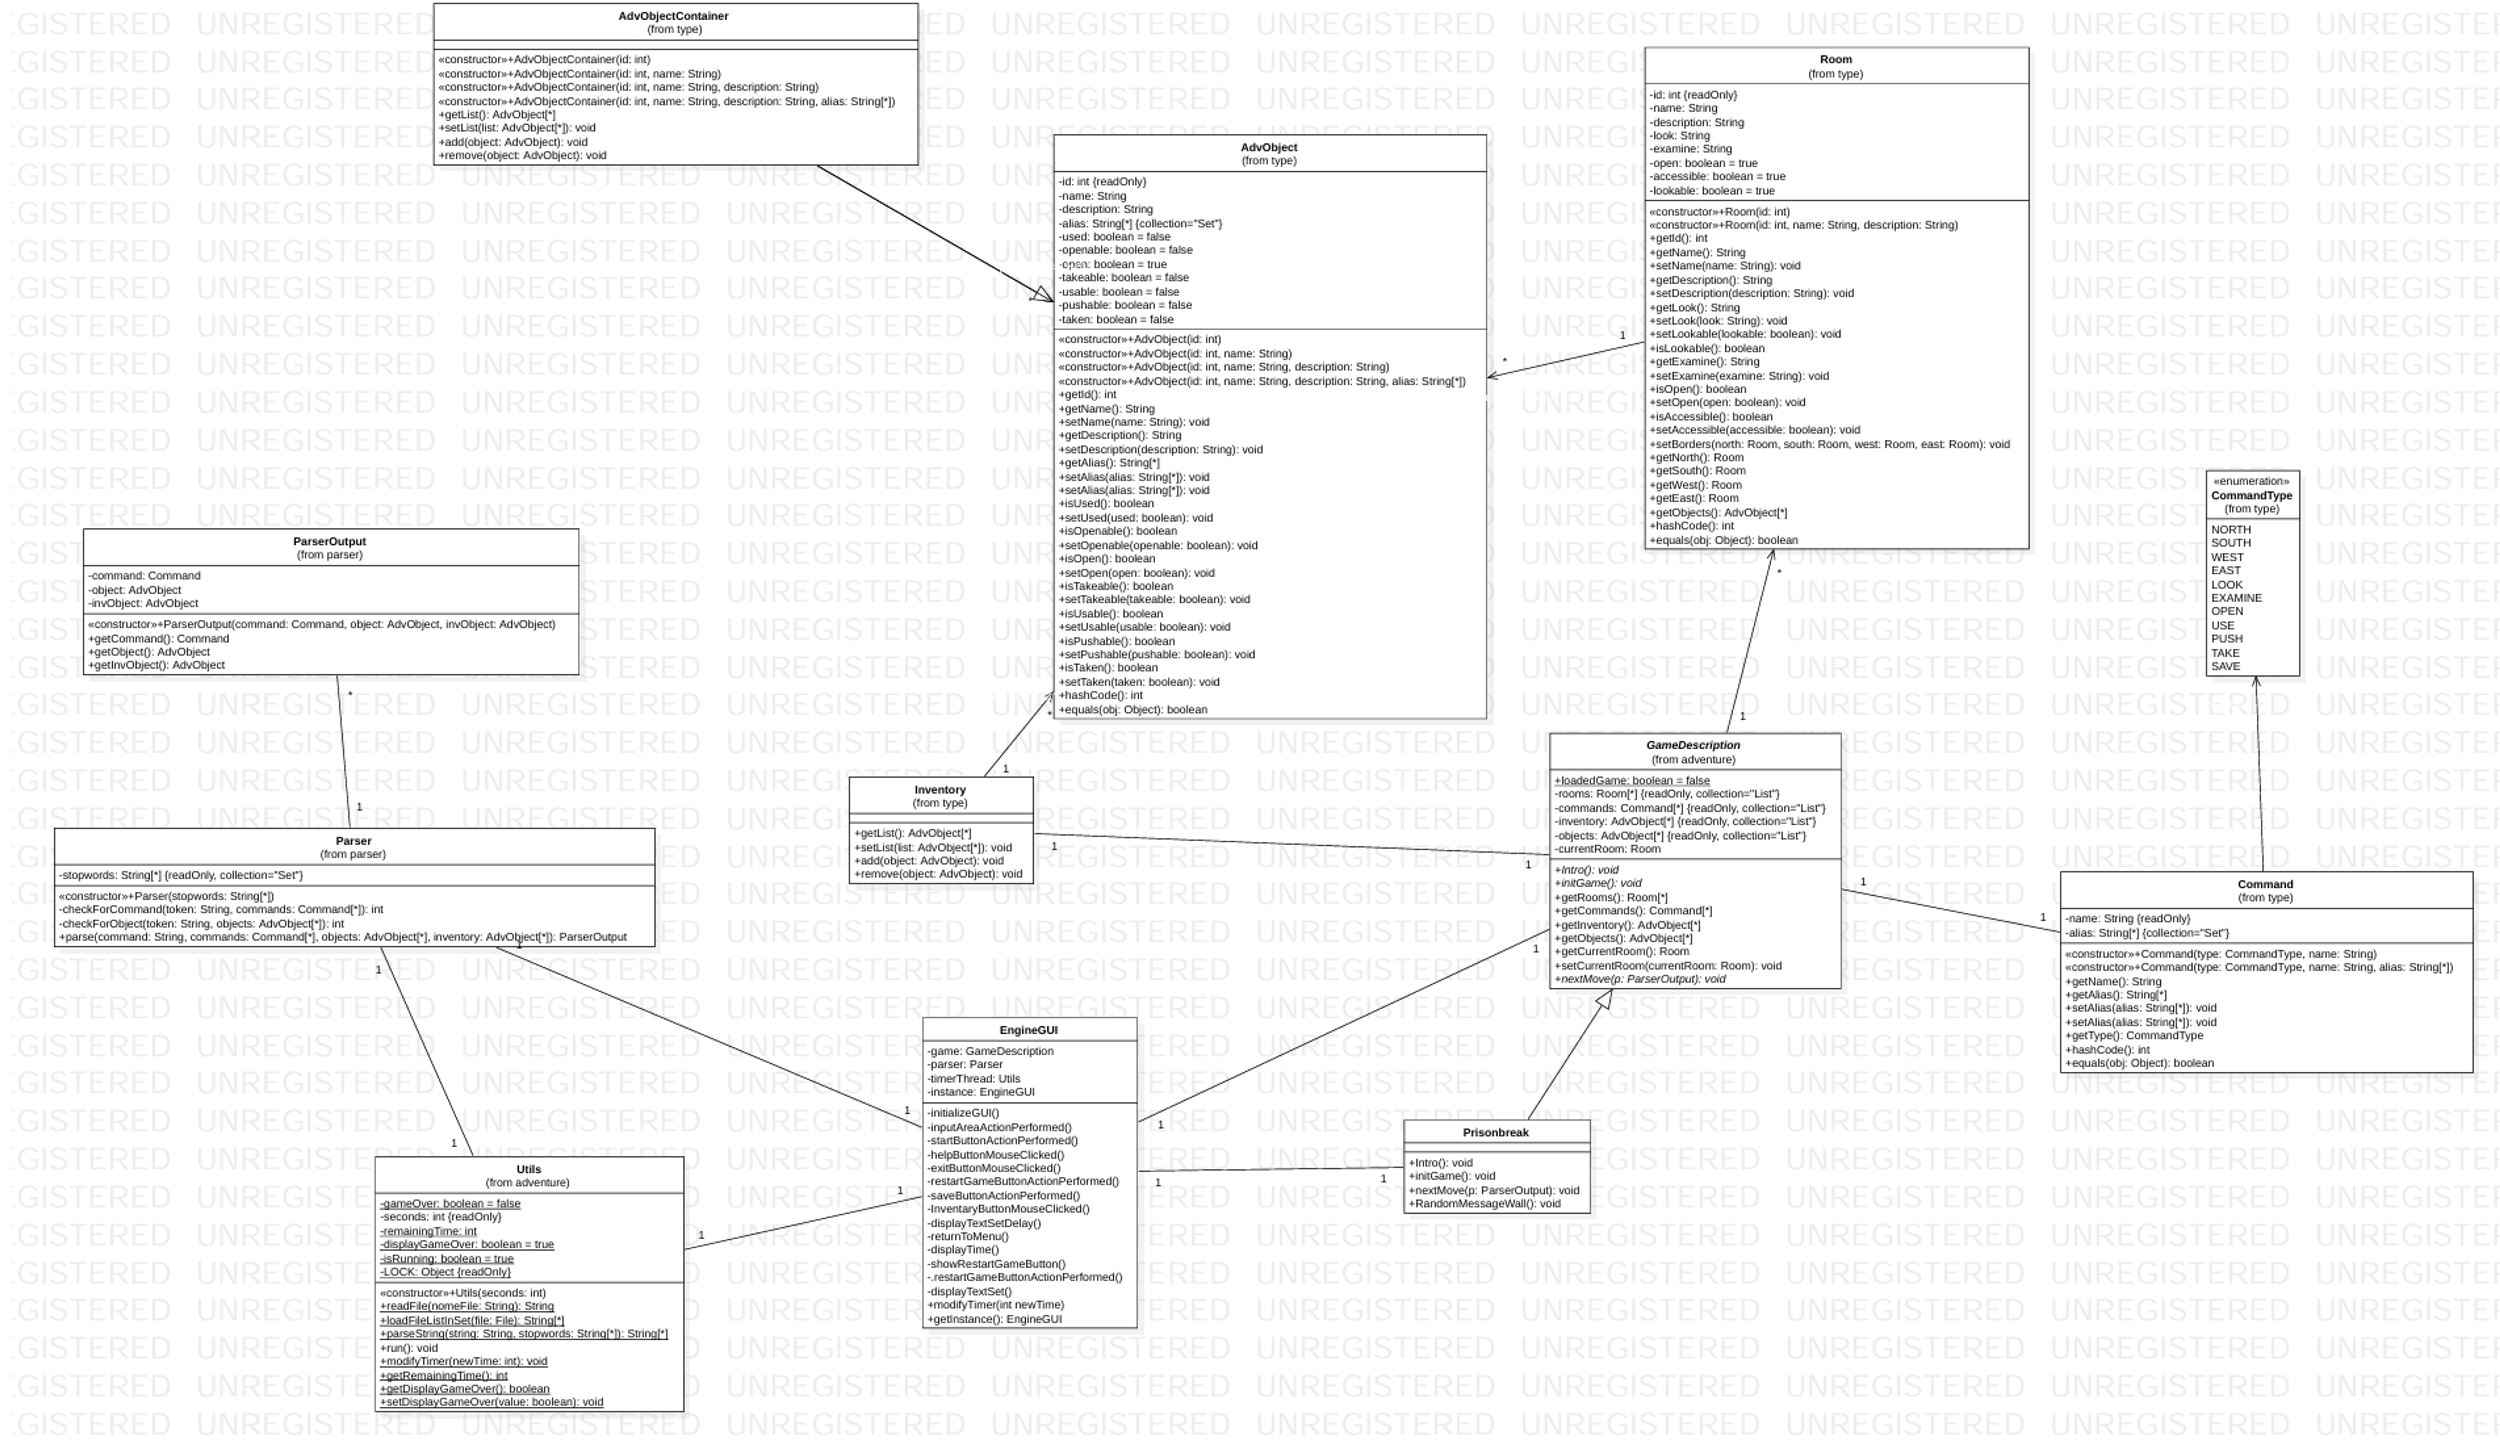 AdvObjectContainer
(from type)
«constructor»+AdvObjectContainer(id: int)
«constructor»+AdvObjectContainer(id: int, name: String)
«constructor»+AdvObjectContainer(id: int, name: String, description: String)
«constructor»+AdvObjectContainer(id: int, name: String, description: String, alias: String[*])
+getList(): AdvObject[*]
+setList(list: AdvObject[*]): void
+add(object: AdvObject): void
+remove(object: AdvObject): void
AdvObject
(from type)
-id: int {readOnly}
-name: String
-description: String
-alias: String[*] {collection="Set"}
-used: boolean = false
-openable: boolean = false
-open: boolean = true
-takeable: boolean = false
-usable: boolean = false
-pushable: boolean = false
-taken: boolean = false
«constructor»+AdvObject(id: int)
«constructor»+AdvObject(id: int, name: String)
«constructor»+AdvObject(id: int, name: String, description: String)
«constructor»+AdvObject(id: int, name: String, description: String, alias: String[*])
+getId(): int
+getName(): String
+setName(name: String): void
+getDescription(): String
+setDescription(description: String): void
+getAlias(): String[*]
+setAlias(alias: String[*]): void
+setAlias(alias: String[*]): void
+isUsed(): boolean
+setUsed(used: boolean): void
+isOpenable(): boolean
+setOpenable(openable: boolean): void
+isOpen(): boolean
+setOpen(open: boolean): void
+isTakeable(): boolean
+setTakeable(takeable: boolean): void
+isUsable(): boolean
+setUsable(usable: boolean): void
+isPushable(): boolean
+setPushable(pushable: boolean): void
+isTaken(): boolean
+setTaken(taken: boolean): void
+hashCode(): int
+equals(obj: Object): boolean
*
1
*
Room
(from type)
-id: int {readOnly}
-name: String
-description: String
-look: String
-examine: String
-open: boolean = true
-accessible: boolean = true
-lookable: boolean = true
«constructor»+Room(id: int)
«constructor»+Room(id: int, name: String, description: String)
+getId(): int
+getName(): String
+setName(name: String): void
+getDescription(): String
+setDescription(description: String): void
+getLook(): String
+setLook(look: String): void
+setLookable(lookable: boolean): void
+isLookable(): boolean
+getExamine(): String
+setExamine(examine: String): void
+isOpen(): boolean
+setOpen(open: boolean): void
+isAccessible(): boolean
+setAccessible(accessible: boolean): void
+setBorders(north: Room, south: Room, west: Room, east: Room): void
+getNorth(): Room
+getSouth(): Room
+getWest(): Room
+getEast(): Room
+getObjects(): AdvObject[*]
+hashCode(): int
+equals(obj: Object): boolean
*
1
«enumeration»
CommandType
(from type)
NORTH
SOUTH
WEST
EAST
LOOK
EXAMINE
OPEN
USE
PUSH
TAKE
SAVE
ParserOutput
(from parser)
-command: Command
-object: AdvObject
-invObject: AdvObject
«constructor»+ParserOutput(command: Command, object: AdvObject, invObject: AdvObject)
+getCommand(): Command
+getObject(): AdvObject
+getInvObject(): AdvObject
*
1
Parser
(from parser)
-stopwords: String[*] {readOnly, collection="Set"}
«constructor»+Parser(stopwords: String[*])
-checkForCommand(token: String, commands: Command[*]): int
-checkForObject(token: String, objects: AdvObject[*]): int
+parse(command: String, commands: Command[*], objects: AdvObject[*], inventory: AdvObject[*]): ParserOutput
1
1
*
1
Inventory
(from type)
+getList(): AdvObject[*]
+setList(list: AdvObject[*]): void
+add(object: AdvObject): void
+remove(object: AdvObject): void
1
1
GameDescription
(from adventure)
+loadedGame: boolean = false
-rooms: Room[*] {readOnly, collection="List"}
-commands: Command[*] {readOnly, collection="List"}
-inventory: AdvObject[*] {readOnly, collection="List"}
-objects: AdvObject[*] {readOnly, collection="List"}
-currentRoom: Room
+Intro(): void
+initGame(): void
+getRooms(): Room[*]
+getCommands(): Command[*]
+getInventory(): AdvObject[*]
+getObjects(): AdvObject[*]
+getCurrentRoom(): Room
+setCurrentRoom(currentRoom: Room): void
+nextMove(p: ParserOutput): void
1
1
1
Command
(from type)
-name: String {readOnly}
-alias: String[*] {collection="Set"}
«constructor»+Command(type: CommandType, name: String)
«constructor»+Command(type: CommandType, name: String, alias: String[*])
+getName(): String
+getAlias(): String[*]
+setAlias(alias: String[*]): void
+setAlias(alias: String[*]): void
+getType(): CommandType
+hashCode(): int
+equals(obj: Object): boolean
EngineGUI
-game: GameDescription
-parser: Parser
-timerThread: Utils
-instance: EngineGUI
-initializeGUI()
-inputAreaActionPerformed()
-startButtonActionPerformed()
-helpButtonMouseClicked()
-exitButtonMouseClicked()
-restartGameButtonActionPerformed()
-saveButtonActionPerformed()
-InventaryButtonMouseClicked()
-displayTextSetDelay()
-returnToMenu()
-displayTime()
-showRestartGameButton()
-.restartGameButtonActionPerformed()
-displayTextSet()
+modifyTimer(int newTime)
+getInstance(): EngineGUI
1
1
1
1
1
Prisonbreak
+Intro(): void
+initGame(): void
+nextMove(p: ParserOutput): void
+RandomMessageWall(): void
1
1
Utils
(from adventure)
-gameOver: boolean = false
-seconds: int {readOnly}
-remainingTime: int
-displayGameOver: boolean = true
-isRunning: boolean = true
-LOCK: Object {readOnly}
«constructor»+Utils(seconds: int)
+readFile(nomeFile: String): String
+loadFileListInSet(file: File): String[*]
+parseString(string: String, stopwords: String[*]): String[*]
+run(): void
+modifyTimer(newTime: int): void
+getRemainingTime(): int
+getDisplayGameOver(): boolean
+setDisplayGameOver(value: boolean): void
UNREGISTERED